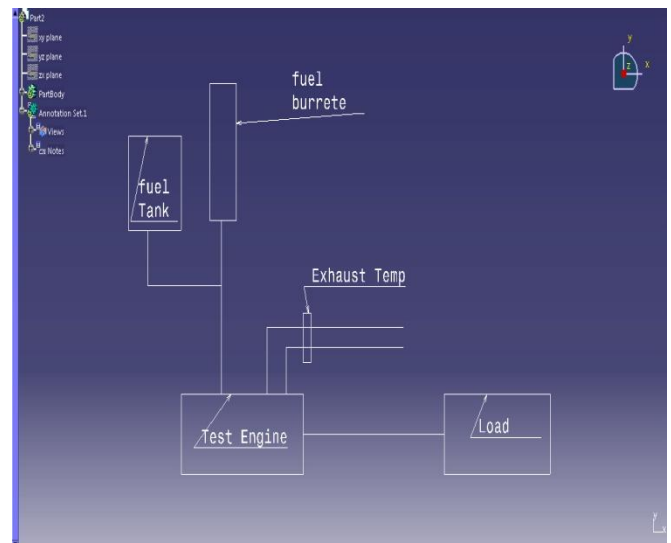 Part2
xy plane
yz plane
zx plane
PartBody
Annotation Set.1
Views
Notes
fuel
burrete
fuel
Tank
Exhaust Temp
Test Engine
Load
y
z
x
y
x